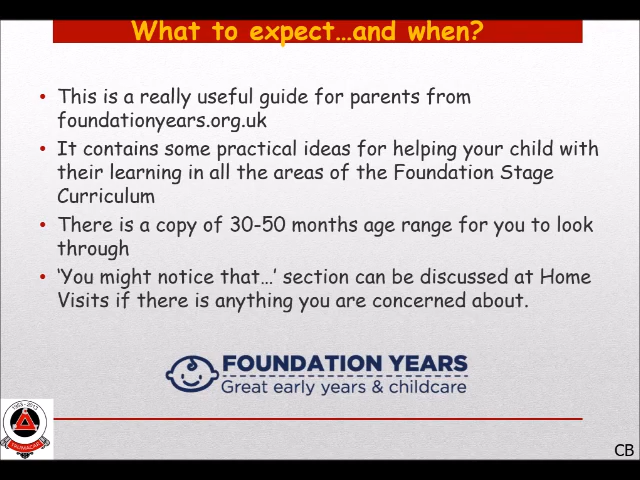 What to expect…and when?
• This is a really useful guide for parents from
foundationyears.org.uk
• It contains some practical ideas for helping your child with
their learning in all the areas of the Foundation Stage
Curriculum
• There is a copy of 30-50 months age range for you to look
through
• ‘You might notice that…’ section can be discussed at Home
Visits if there is anything you are concerned about.
FOUNDATION YEARS
Great early years & childcare
CB